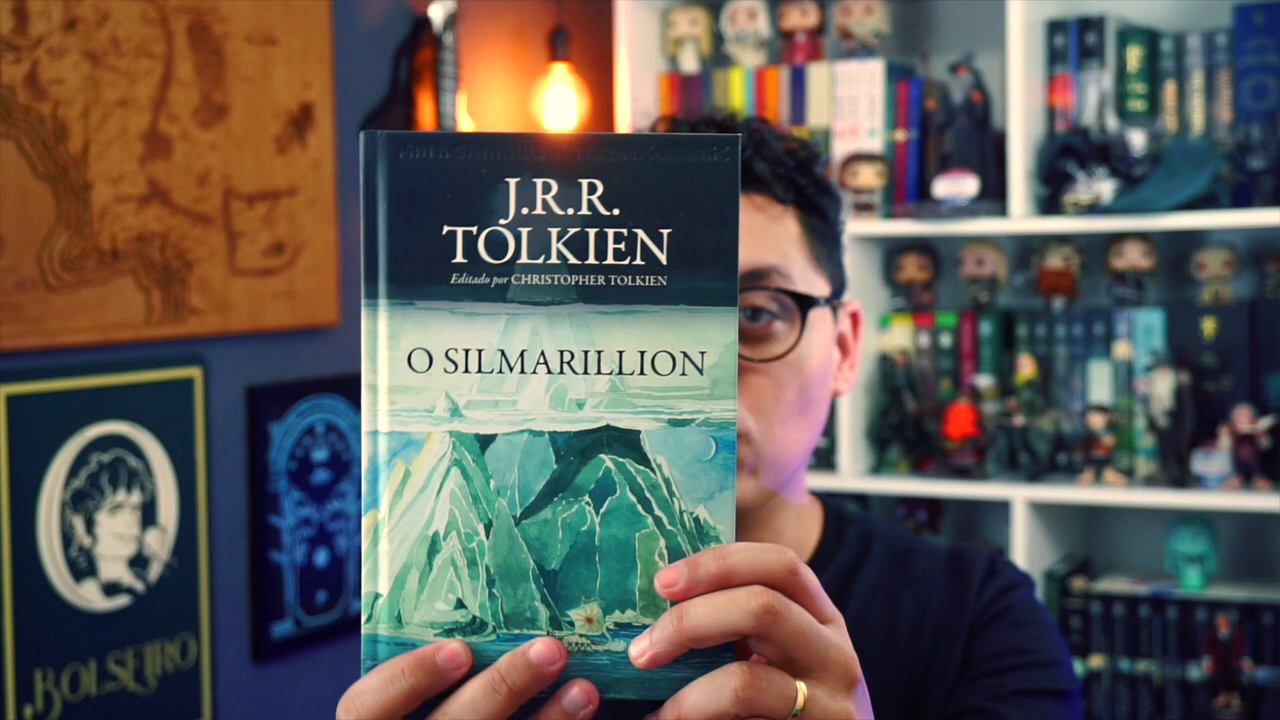 J.R.R.
TOLKIEN
Editado por CHRISTOPHER TOLKIEN
O SILMARILLION
BOLSEIRO